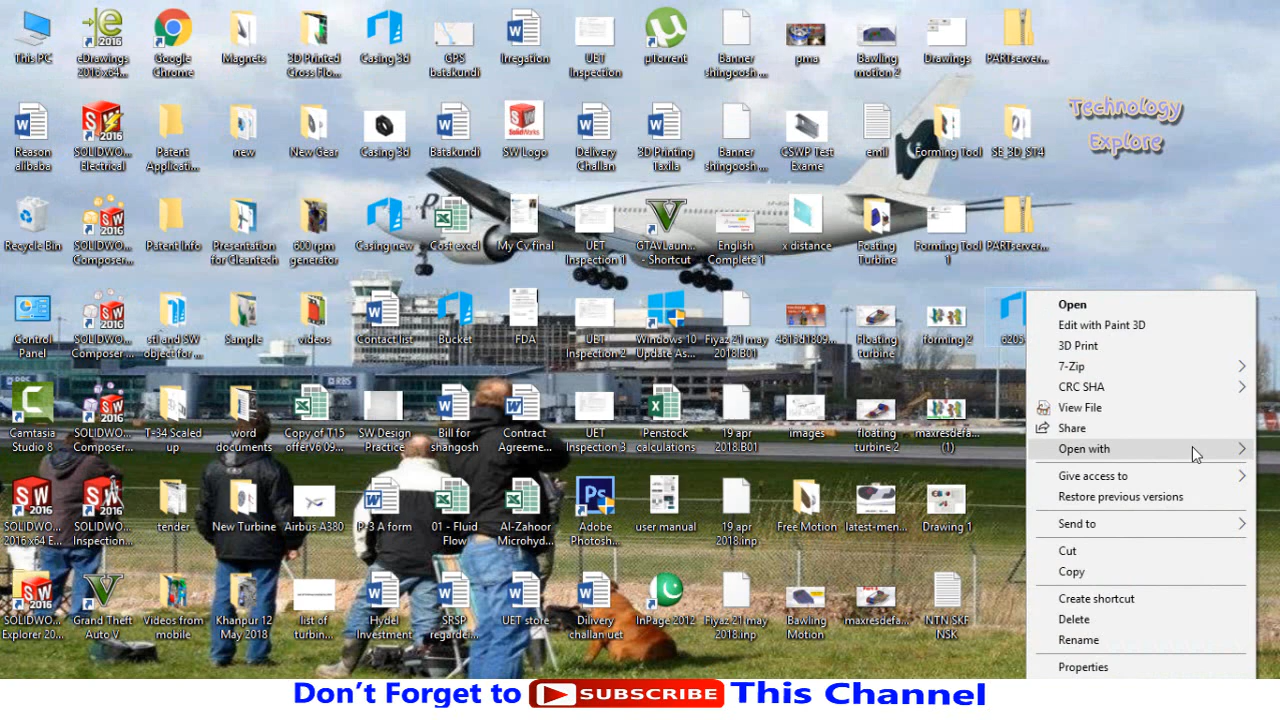 This PC
eDrawings
2016 x64...
Google
Chrome
Magnets
3D Printed
Cross Flo...
Casing 3d
GPS
batakundi
Irregation
UET
Inspection
µTorrent
Banner
shingoosh ...
pma
Bawling
motion 2
Drawings
PARTserver...
Reason
alibaba
SOLIDWO...
Electrical
Patent
Applicati...
new
New Gear
Casing 3d
Batakundi
SW Logo
Delivery
Challan
3D Printing
Taxila
Banner
shingoosh ...
CSWP Test
Exame
emil
Forming Tool
SE_3D_ST4
Technology
Explore
Recycle Bin
SOLIDWO...
Composer...
Patent Info
Presentation
for Cleantech
600 rpm
generator
Casing new
Cost excel
My Cv final
UET
Inspection 1
GTAVLaun...
- Shortcut
English
Complete 1
x distance
Foating
Turbine
Forming Tool
1
PARTserver...
Control
Panel
SOLIDWO...
Composer ...
stl and SW
object for ...
Sample
videos
Contact list
Bucket
FDA
UET
Inspection 2
Windows 10
Update As...
Fiyaz 21 may
2018.B01
4613d1809...
Floating
turbine
forming 2
6203
Camtasia
Studio 8
SOLIDWO...
Composer...
T-34 Scaled
up
word
documents
Copy of T15
offerV6 09...
SW Design
Practice
Bill for
shangosh
Contract
Agreeme...
UET
Inspection 3
Penstock
calculations
19 apr
2018.B01
images
floating
turbine 2
maxresdefa...
(1)
SOLIDWO...
2016 x64 E...
SOLIDWO...
Inspection...
tender
New Turbine
Airbus A380
P-3 A form
01 - Fluid
Flow
Al-Zahoor
Microhyd...
Adobe
Photosh...
user manual
19 apr
2018.inp
Free Motion
latest-men...
Drawing 1
SOLIDWO...
Explorer 20...
Grand Theft
Auto V
Videos from
mobile
Khanpur 12
May 2018
list of
turbin...
Hydel
Investment
SRSP
regardei...
UET store
Dilivery
challan uet
InPage 2012
Fiyaz 21 may
2018.inp
Bawling
Motion
maxresdefa...
NTN SKF
NSK
Open
Edit with Paint 3D
3D Print
7-Zip
CRC SHA
View File
Share
Open with
Give access to
Restore previous versions
Send to
Cut
Copy
Create shortcut
Delete
Rename
Properties
Don't Forget to SUBSCRIBE This Channel